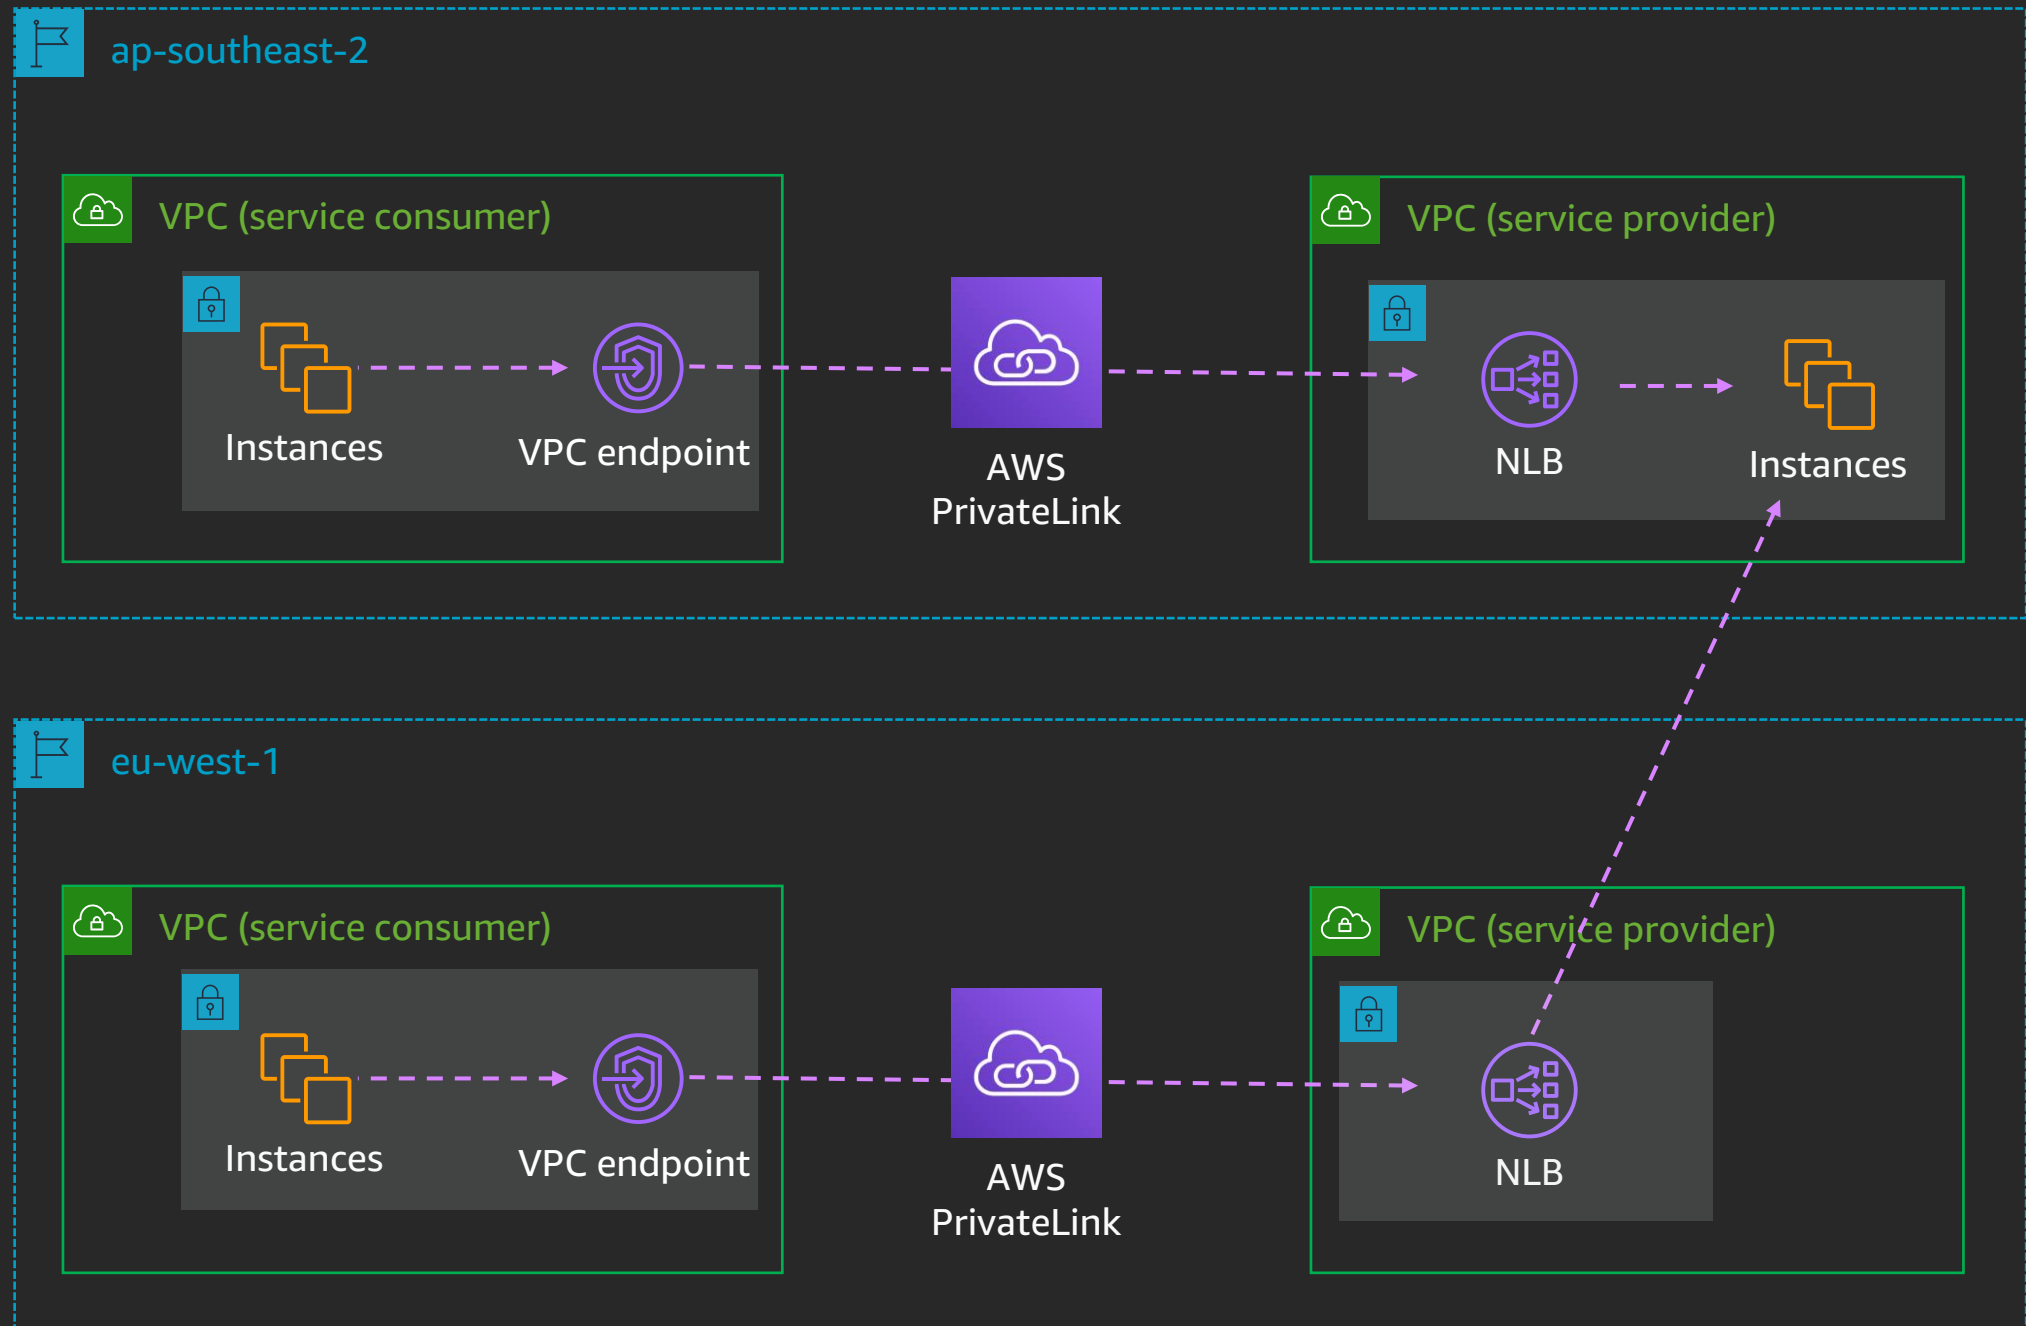 ap-southeast-2
VPC (service consumer)
VPC (service provider)
Instances
VPC endpoint
AWS
PrivateLink
NLB
Instances
eu-west-1
VPC (service consumer)
VPC (service provider)
Instances
VPC endpoint
AWS
PrivateLink
NLB